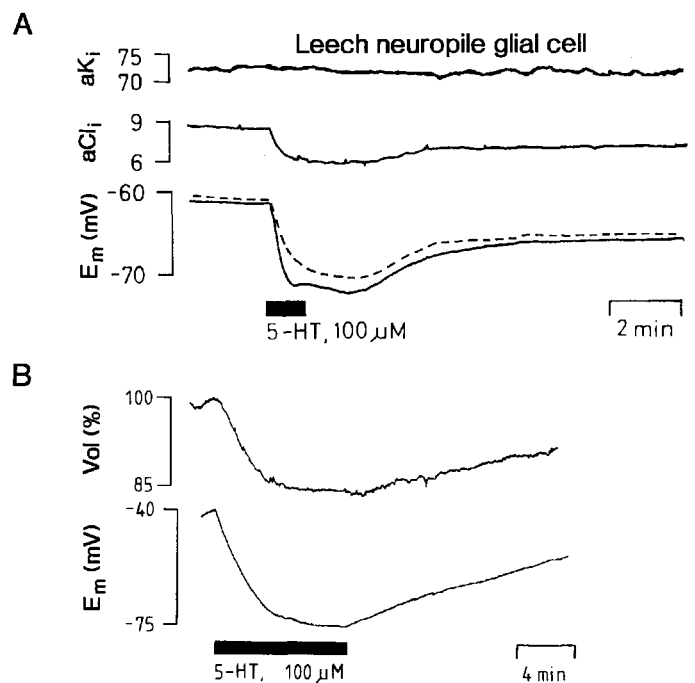 A
Leech neuropile glial cell
aKᵢ
75
70
aClᵢ
9
6
Eₘ (mV)
-60
-70
5-HT, 100 μM
2 min
B
Vol (%)
100
85
Eₘ (mV)
-40
-75
5-HT, 100 μM
4 min